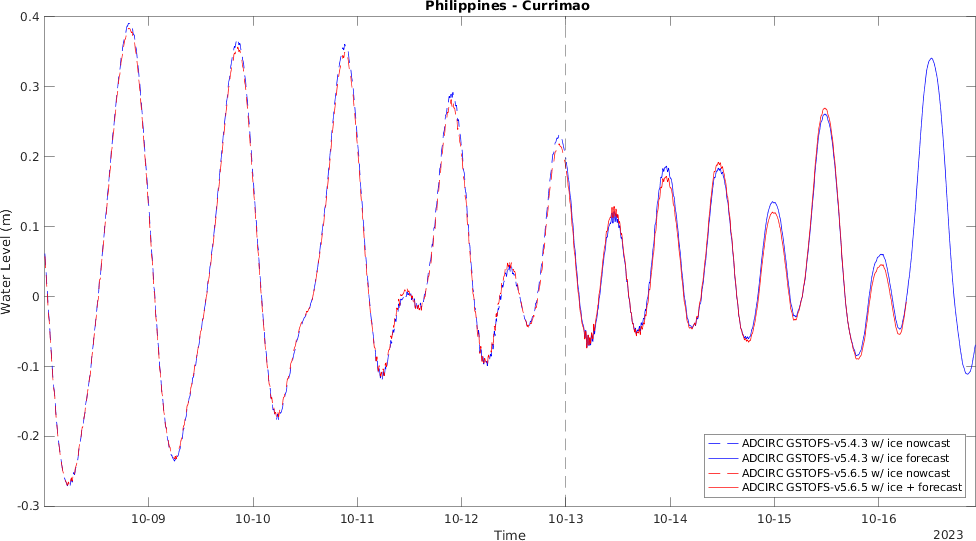 Philippines - Currimao
0.4
0.3
0.2
0.1
0
-0.1
-0.2
-0.3
Water Level (m)
ADCIRC GSTOFS-v5.4.3 w/ ice nowcast
ADCIRC GSTOFS-v5.4.3 w/ ice forecast
ADCIRC GSTOFS-v5.6.5 w/ ice nowcast
ADCIRC GSTOFS-v5.6.5 w/ ice + forecast
10-09 10-10 10-11 10-12 10-13 10-14 10-15 10-16
Time
2023